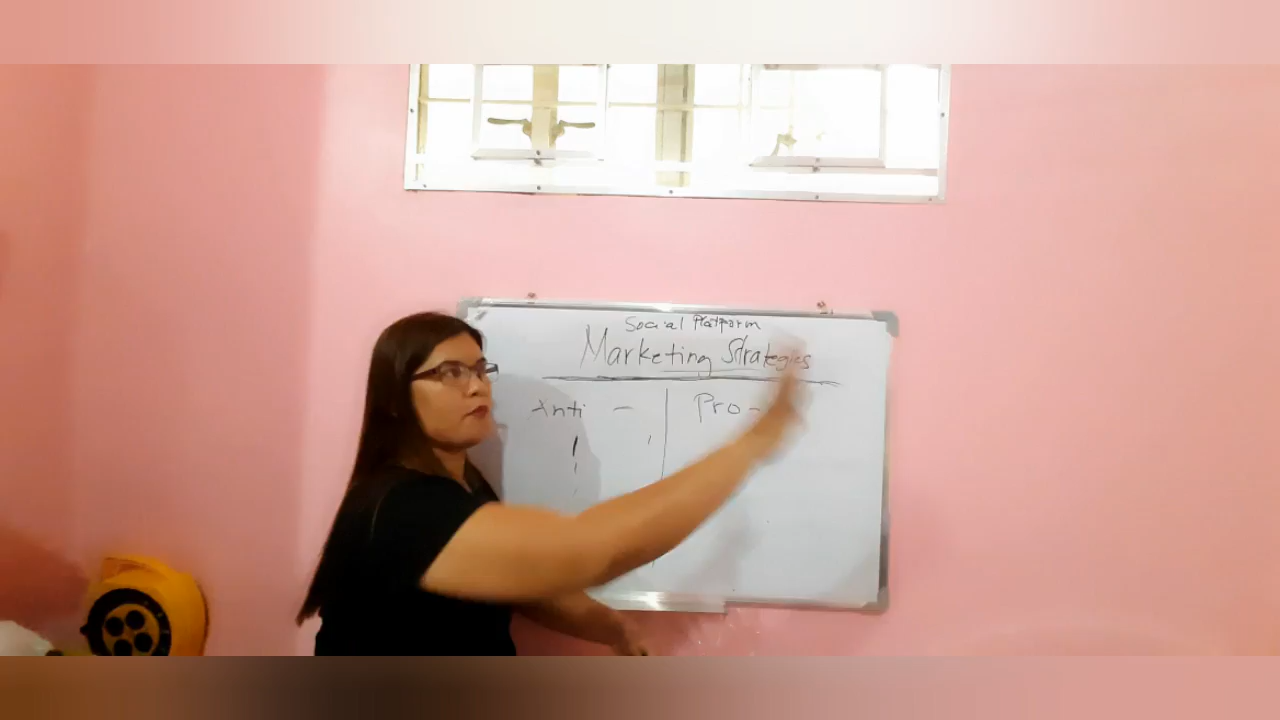 Social Platform
Marketing Strategies
Anti - Pro -